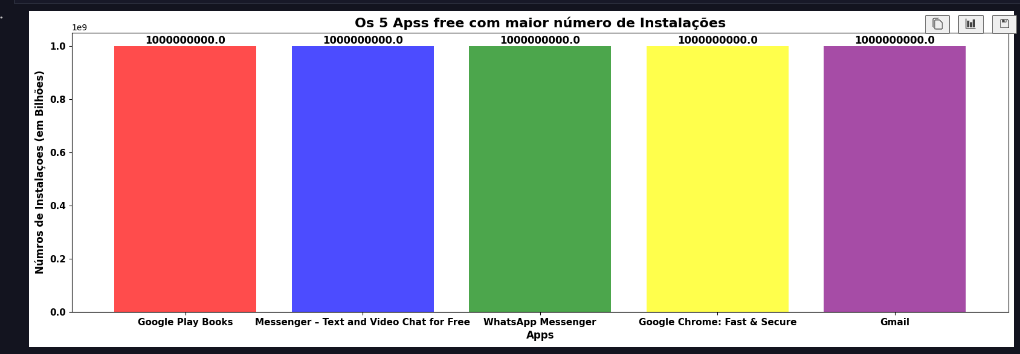 Os 5 Apss free com maior número de Instalações
1e9
1000000000.0 1000000000.0 1000000000.0 1000000000.0 1000000000.0
1.0
0.8
0.6
0.4
0.2
0.0
Númros de Instalaçoes (em Bilhões)
Google Play Books Messenger – Text and Video Chat for Free WhatsApp Messenger Google Chrome: Fast & Secure Gmail
Apps